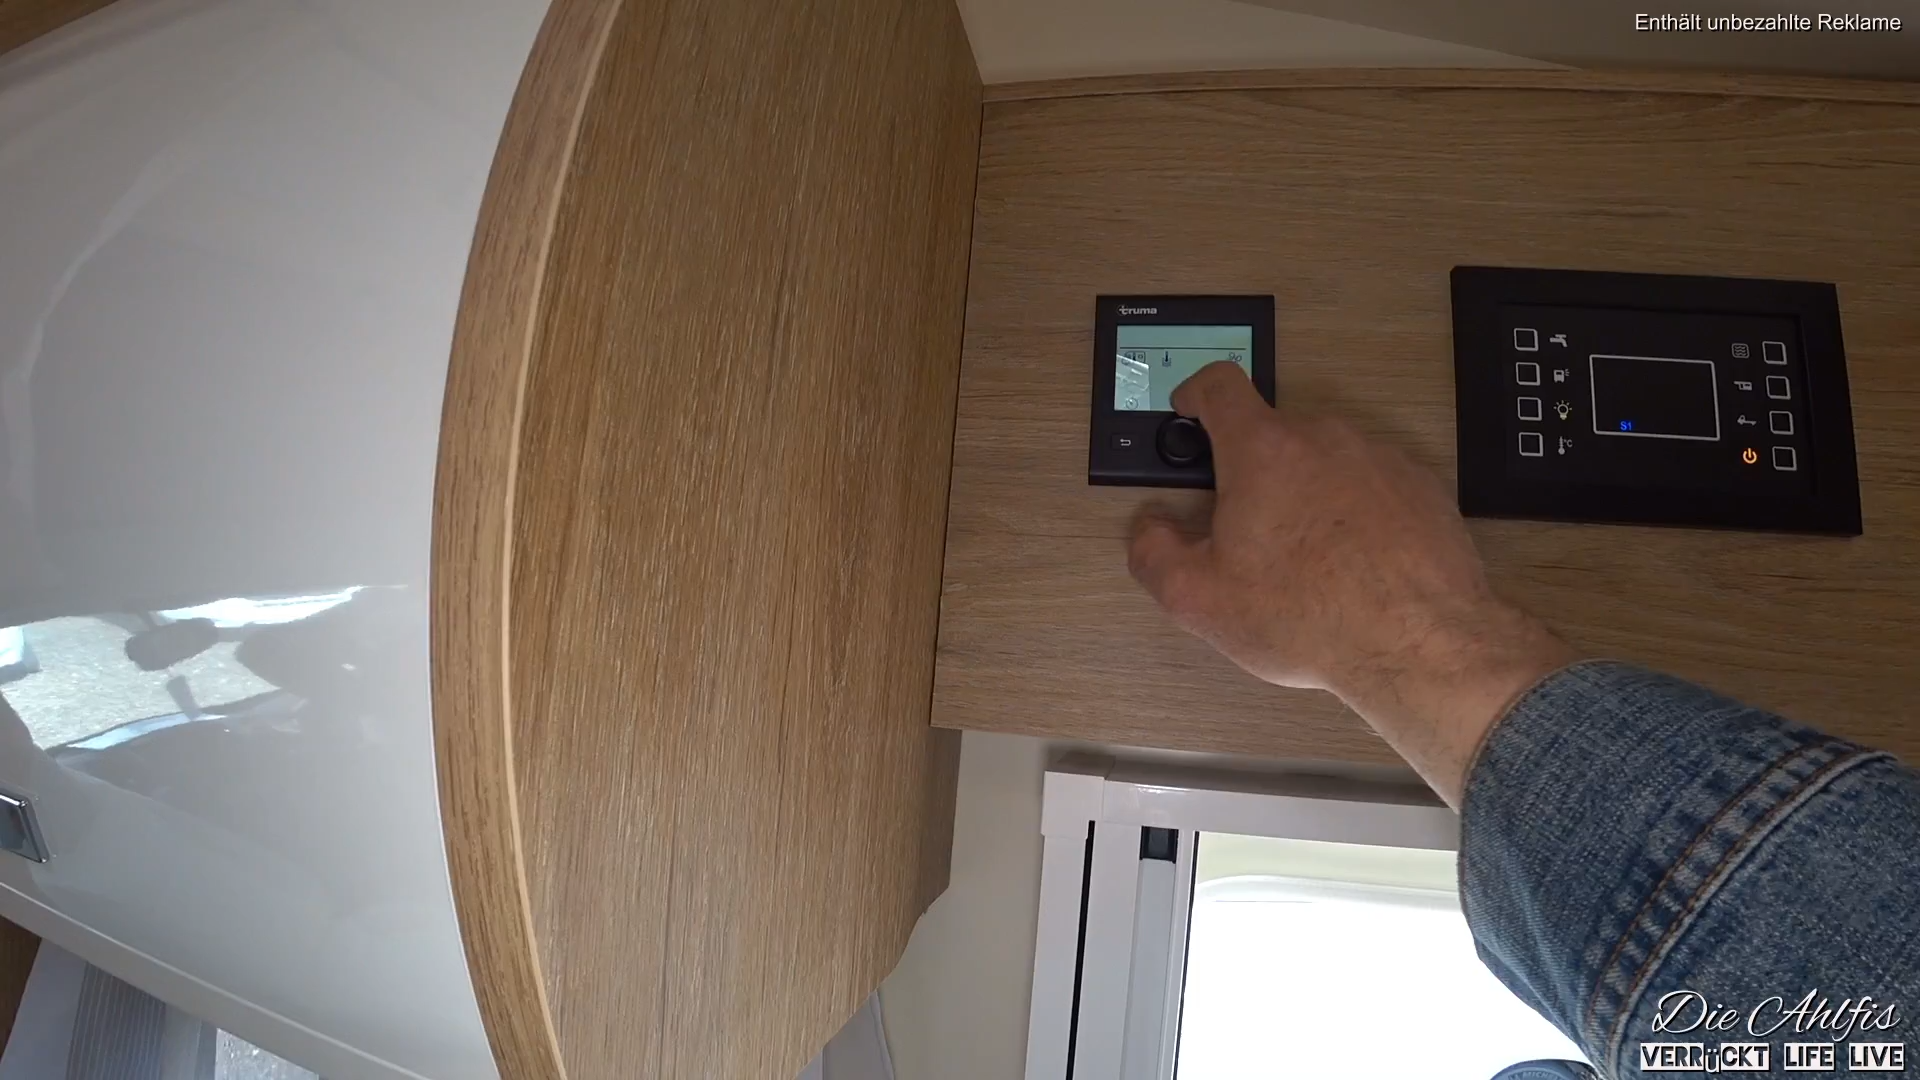 Enthält unbezahlte Reklame
truma
S1
°C
Die Ahlfis
VERRüCKT LIFE LIVE